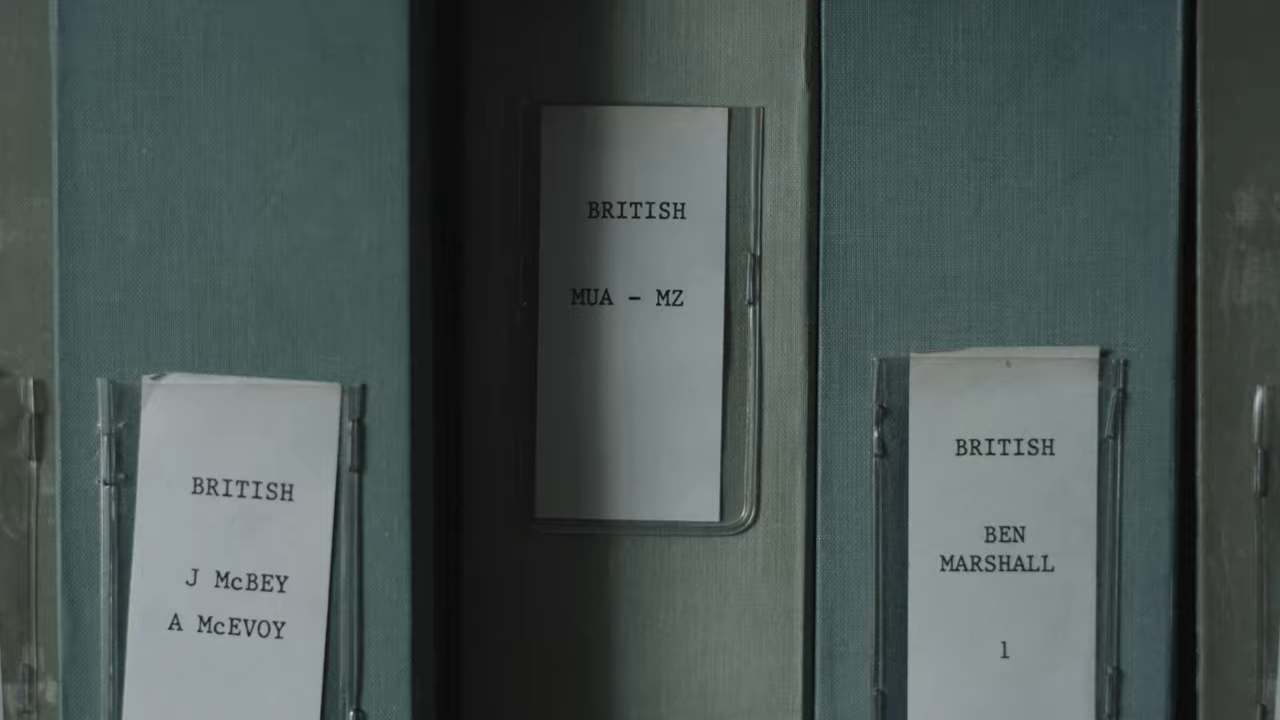 BRITISH
J McBEY
A McEVOY
BRITISH
MUA - MZ
BRITISH
BEN
MARSHALL
1